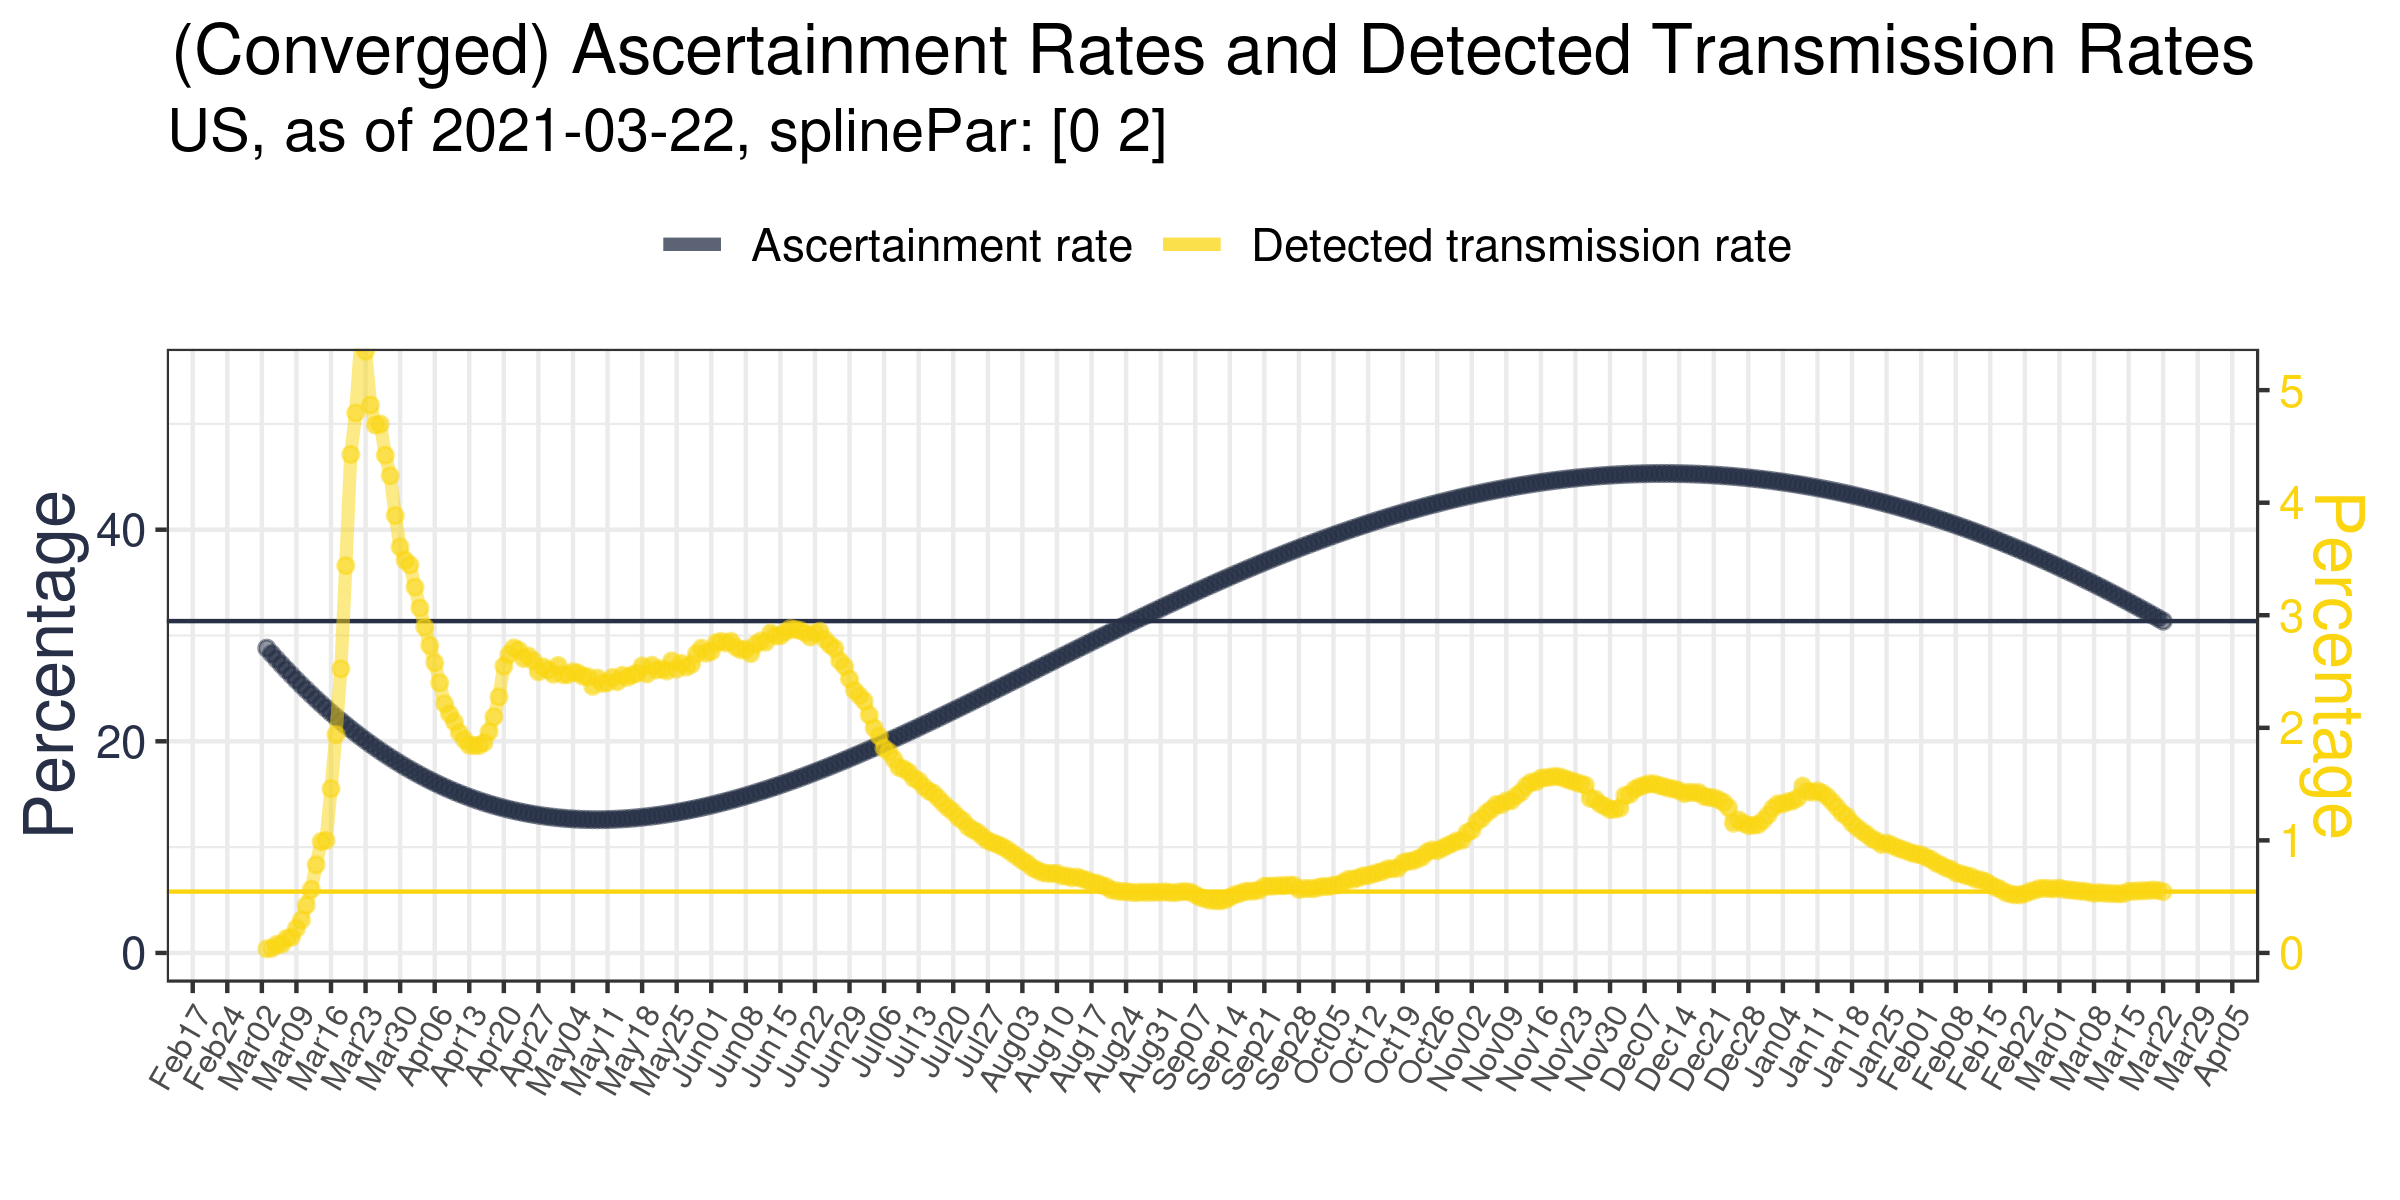 (Converged) Ascertainment Rates and Detected Transmission Rates
US, as of 2021-03-22, splinePar: [0 2]
Ascertainment rate Detected transmission rate
Percentage
40
20
0
5
4
3
2
1
0
Percentage
Feb17 Feb24 Mar02 Mar09 Mar16 Mar23 Mar30 Apr06 Apr13 Apr20 Apr27 May04 May11 May18 May25 Jun01 Jun08 Jun15 Jun22 Jun29 Jul06 Jul13 Jul20 Jul27 Aug03 Aug10 Aug17 Aug24 Aug31 Sep07 Sep14 Sep21 Sep28 Oct05 Oct12 Oct19 Oct26 Nov02 Nov09 Nov16 Nov23 Nov30 Dec07 Dec14 Dec21 Dec28 Jan04 Jan11 Jan18 Jan25 Feb01 Feb08 Feb15 Feb22 Mar01 Mar08 Mar15 Mar22 Mar29 Apr05